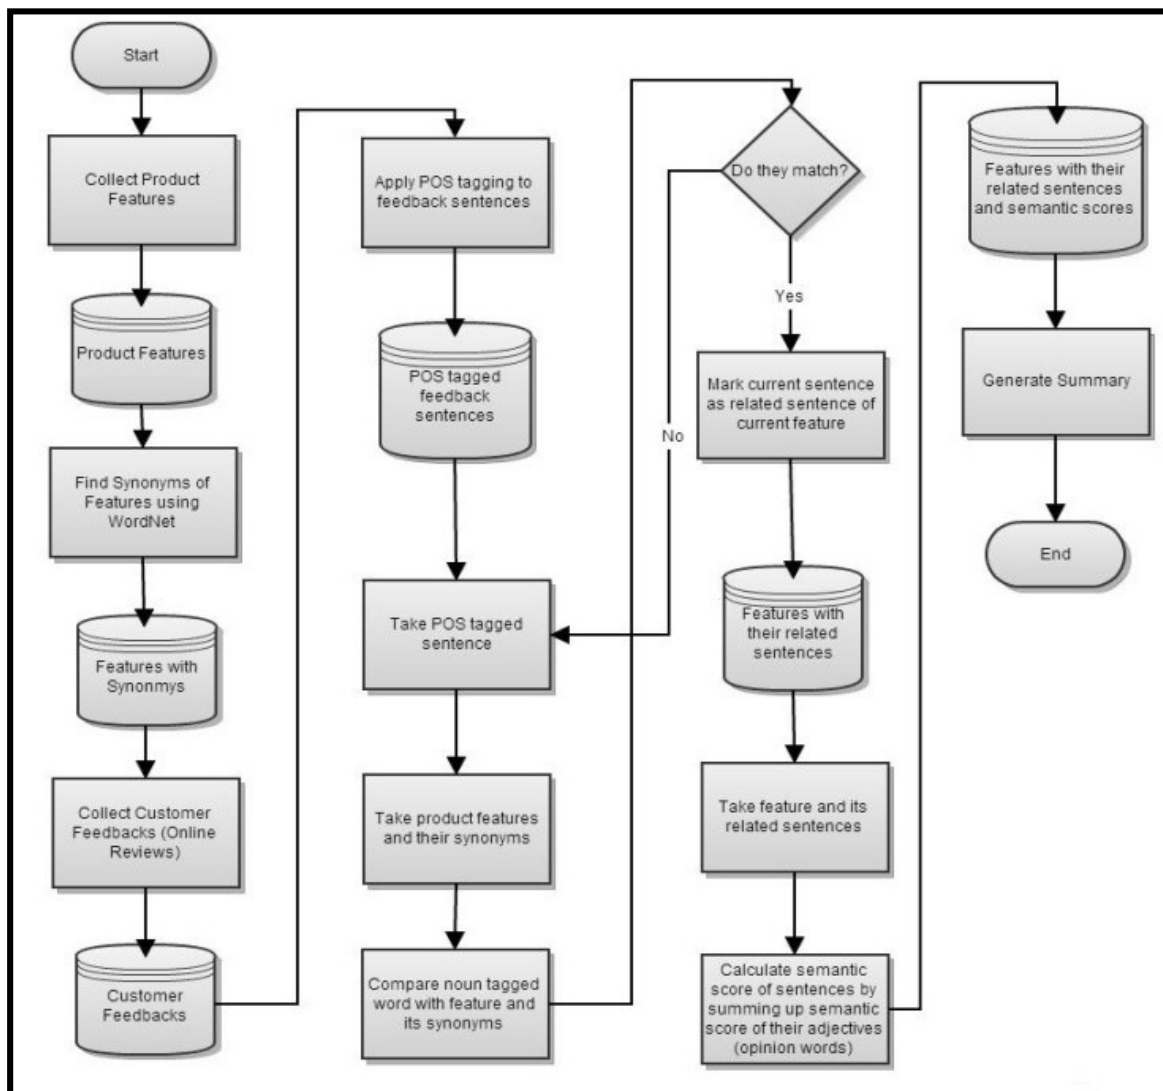 Start
Collect Product
Features
Product Features
Find Synonyms of
Features using
WordNet
Features with
Synonmys
Collect Customer
Feedbacks (Online
Reviews)
Customer
Feedbacks
Apply POS tagging to
feedback sentences
POS tagged
feedback
sentences
Take POS tagged
sentence
Take product features
and their synonyms
Compare noun tagged
word with feature and
its synonyms
Do they match?
No
Yes
Mark current sentence
as related sentence of
current feature
Features with
their related
sentences
Take feature and its
related sentences
Calculate semantic
score of sentences by
summing up semantic
score of their adjectives
(opinion words)
Features with their
related sentences
and semantic scores
Generate Summary
End